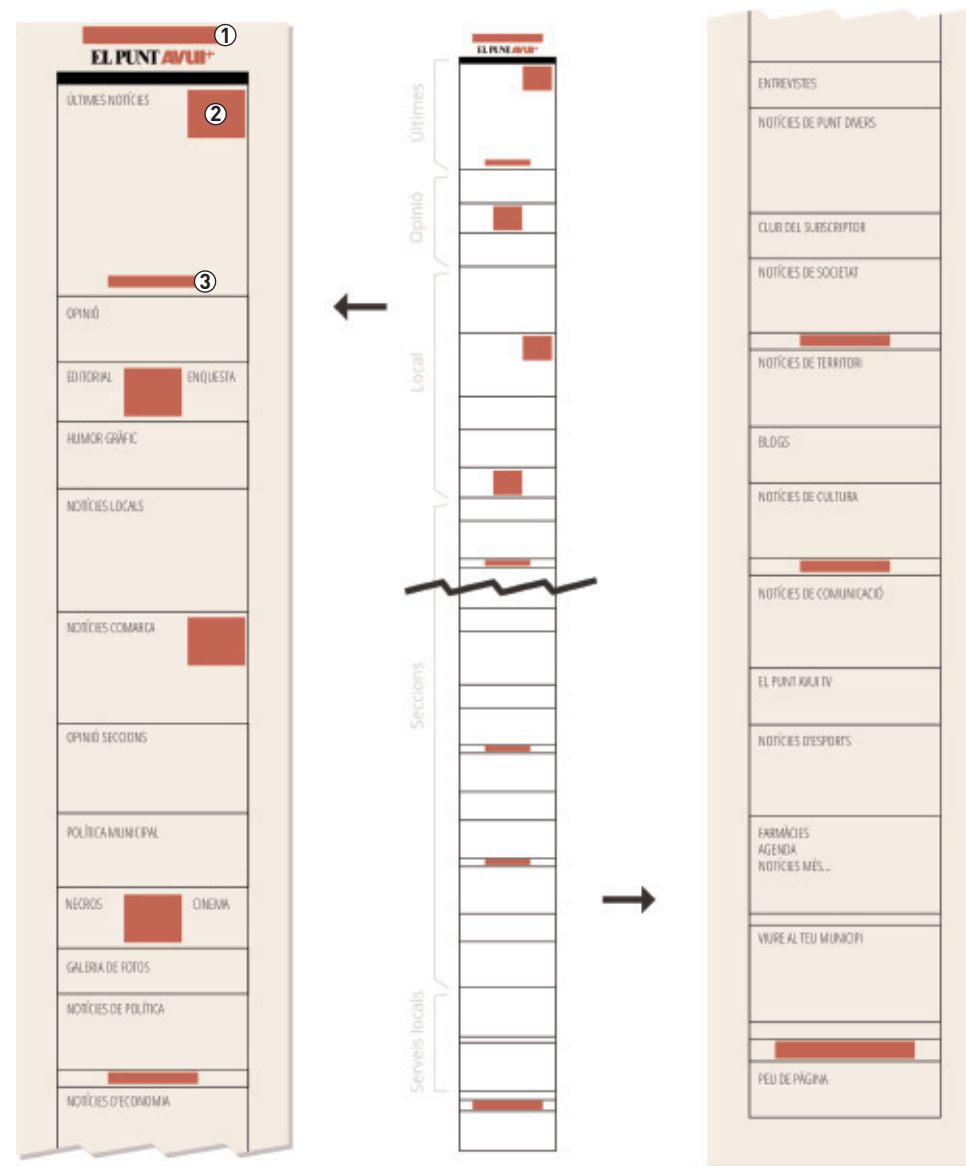 1
EL PUNT AVUI+
ÚLTIMES NOTÍCIES
2
3
OPINIÓ
EDITORIAL
ENQUESTA
HUMOR GRÀFIC
NOTÍCIES LOCALS
NOTÍCIES COMARCA
OPINIÓ SECCIONS
POLÍTICA MUNICIPAL
NECROS
CINEMA
GALERIA DE FOTOS
NOTÍCIES DE POLÍTICA
NOTÍCIES D'ECONOMIA
EL PUNT AVUI+
Últimes
Opinió
Local
Seccions
Serveis locals
ENTREVISTES
NOTÍCIES DE PUNT DIVERS
CLUB DEL SUBSCRIPTOR
NOTÍCIES DE SOCIETAT
NOTÍCIES DE TERRITORI
BLOGS
NOTÍCIES DE CULTURA
NOTÍCIES DE COMUNICACIÓ
EL PUNT AVUI TV
NOTÍCIES D'ESPORTS
FARMÀCIES
AGENDA
NOTÍCIES MÉS...
VIURE AL TEU MUNICIPI
PEU DE PÀGINA